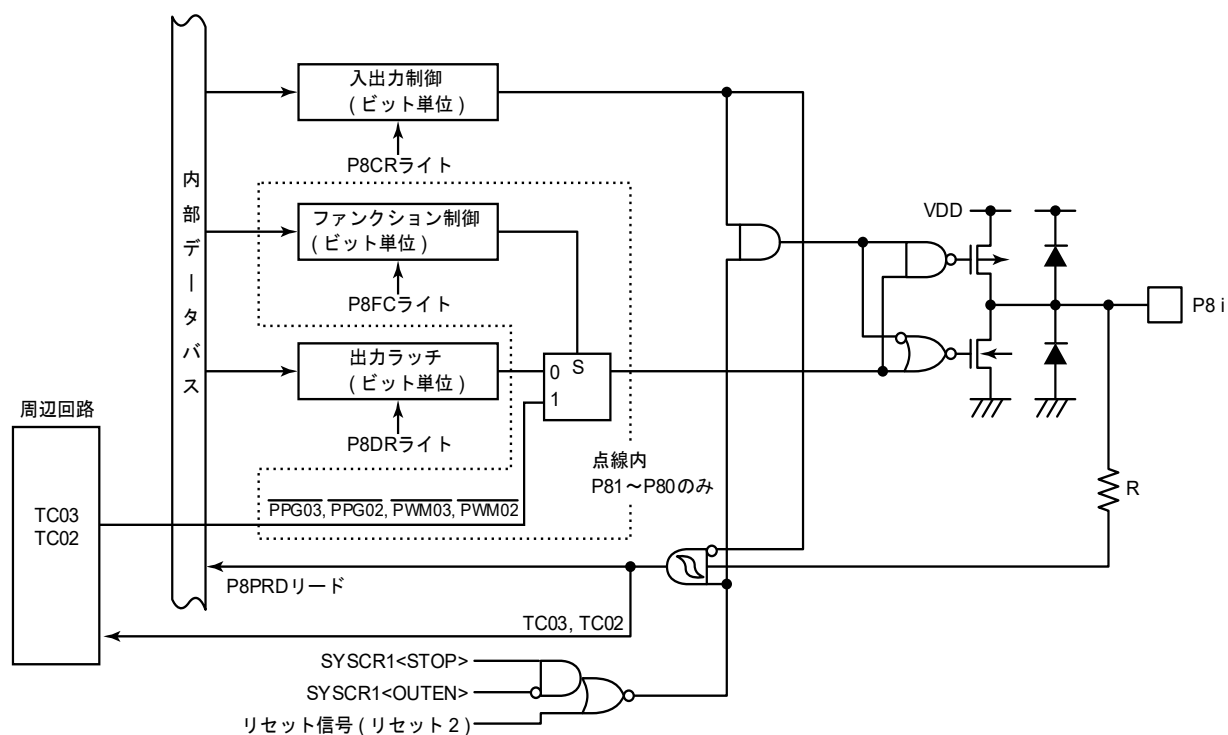 入出力制御
( ビット単位)
P8CRライト
内部データバス
ファンクション制御
( ビット単位)
P8FCライト
出力ラッチ
( ビット単位)
P8DRライト
0
S
1
VDD
P8 i
R
周辺回路
TC03
TC02
点線内
P81～P80のみ
PPG03, PPG02, PWM03, PWM02
P8PRDリード
TC03, TC02
SYSCR1<STOP>
SYSCR1<OUTEN>
リセット信号 ( リセット 2 )